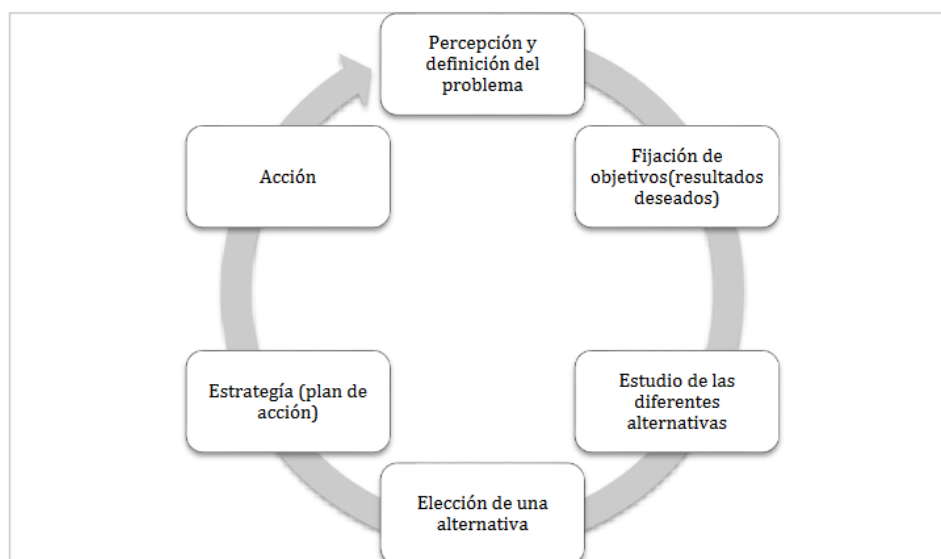 Percepción y
definición del
problema
Fijación de
objetivos(resultados
deseados)
Estudio de las
diferentes
alternativas
Elección de una
alternativa
Estrategía (plan de
acción)
Acción